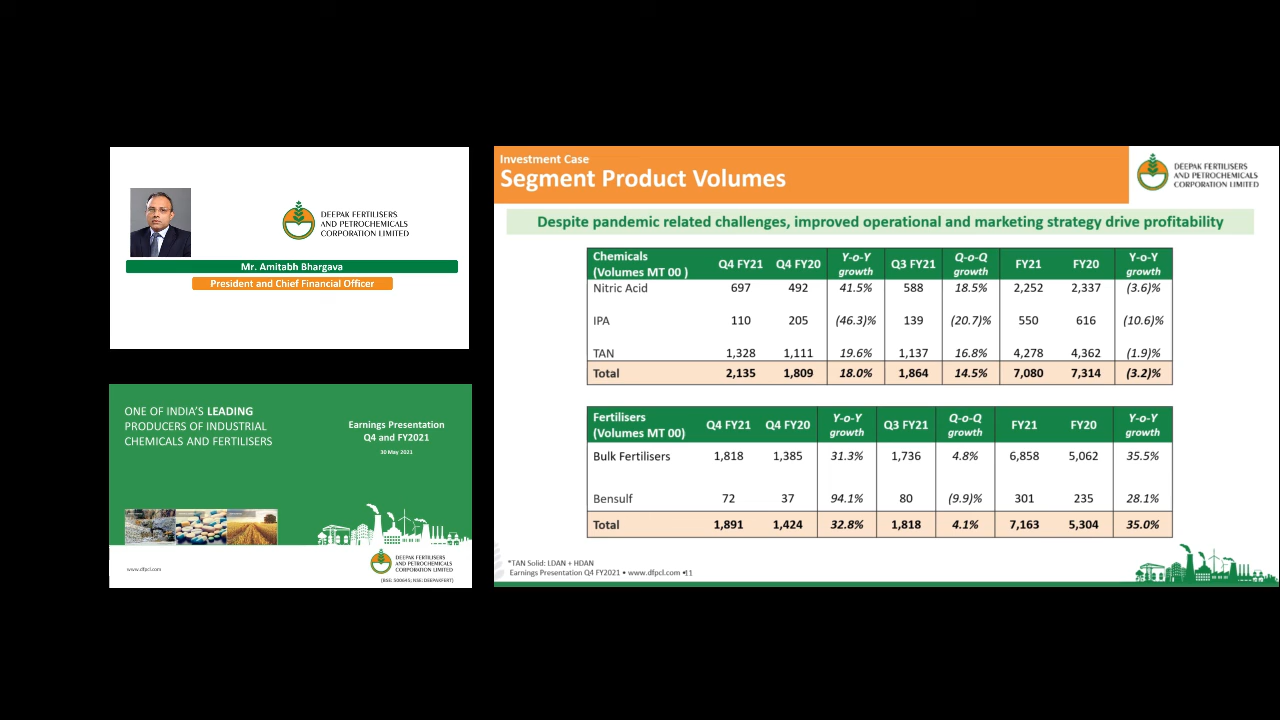 DEEPAK FERTILISERS
AND PETROCHEMICALS
CORPORATION LIMITED
Mr. Amitabh Bhargava
President and Chief Financial Officer
ONE OF INDIA'S LEADING
PRODUCERS OF INDUSTRIAL
CHEMICALS AND FERTILISERS
Earnings Presentation
Q4 and FY2021
30 May 2021
www.dfpcl.com
DEEPAK FERTILISERS
AND PETROCHEMICALS
CORPORATION LIMITED
(BSE: 500645; NSE: DEEPAKFERT)
Investment Case
Segment Product Volumes
DEEPAK FERTILISERS
AND PETROCHEMICALS
CORPORATION LIMITED
Despite pandemic related challenges, improved operational and marketing strategy drive profitability
Chemicals (Volumes MT 00 ) Q4 FY21 Q4 FY20 Y-o-Y growth Q3 FY21 Q-o-Q growth FY21 FY20 Y-o-Y growth
Nitric Acid 697 492 41.5% 588 18.5% 2,252 2,337 (3.6)%
IPA 110 205 (46.3)% 139 (20.7)% 550 616 (10.6)%
TAN 1,328 1,111 19.6% 1,137 16.8% 4,278 4,362 (1.9)%
Total 2,135 1,809 18.0% 1,864 14.5% 7,080 7,314 (3.2)%
Fertilisers (Volumes MT 00) Q4 FY21 Q4 FY20 Y-o-Y growth Q3 FY21 Q-o-Q growth FY21 FY20 Y-o-Y growth
Bulk Fertilisers 1,818 1,385 31.3% 1,736 4.8% 6,858 5,062 35.5%
Bensulf 72 37 94.1% 80 (9.9)% 301 235 28.1%
Total 1,891 1,424 32.8% 1,818 4.1% 7,163 5,304 35.0%
*TAN Solid: LDAN + HDAN
Earnings Presentation Q4 FY2021 • www.dfpcl.com •11